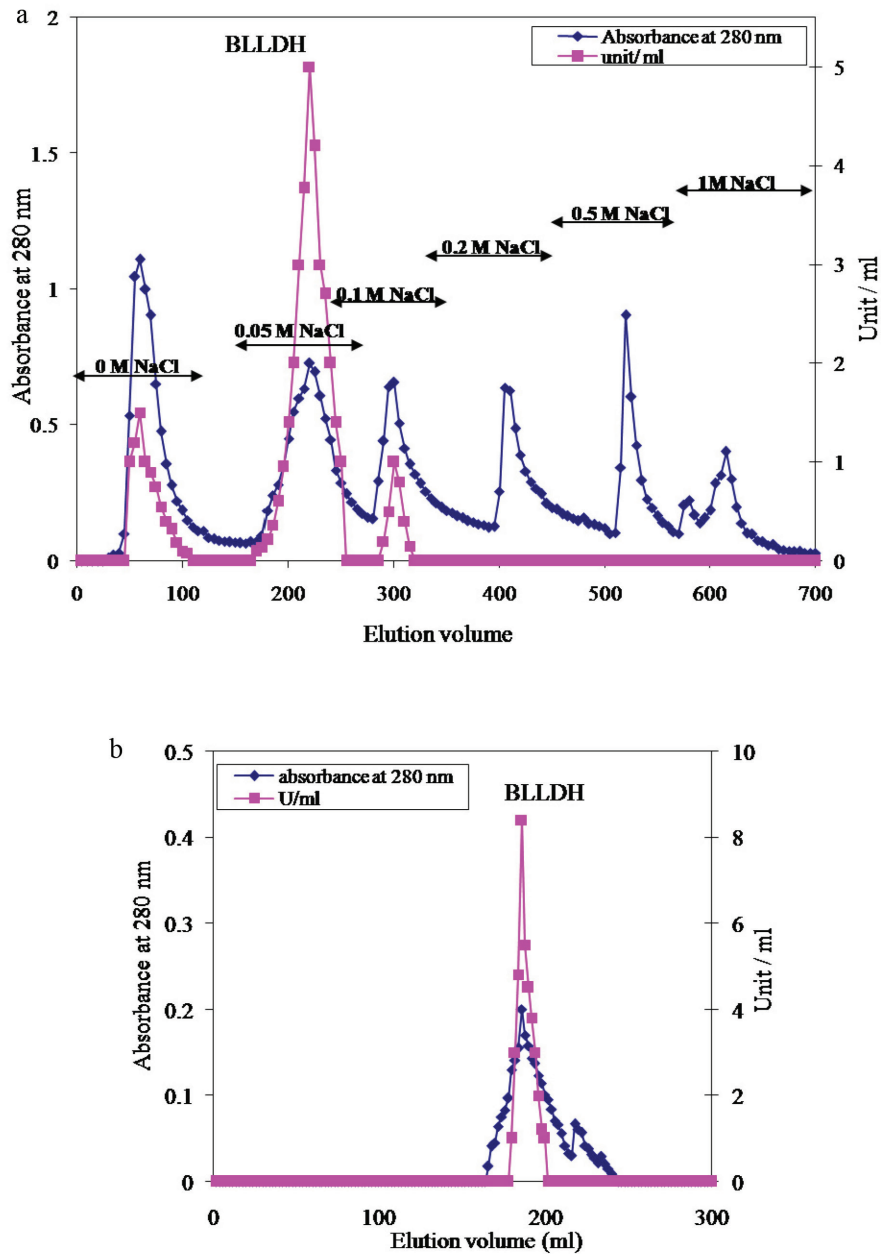 a
BLLDH
Absorbance at 280 nm
unit/ ml
2
1.5
1
0.5
0
5
4
3
2
1
0
1M NaCl
0.5 M NaCl
0.2 M NaCl
0.1 M NaCl
0.05 M NaCl
0 M NaCl
Absorbance at 280 nm
Unit / ml
0 100 200 300 400 500 600 700
Elution volume
b
absorbance at 280 nm
U/ml
BLLDH
0.5
0.4
0.3
0.2
0.1
0
10
8
6
4
2
0
Absorbance at 280 nm
Unit / ml
0 100 200 300
Elution volume (ml)